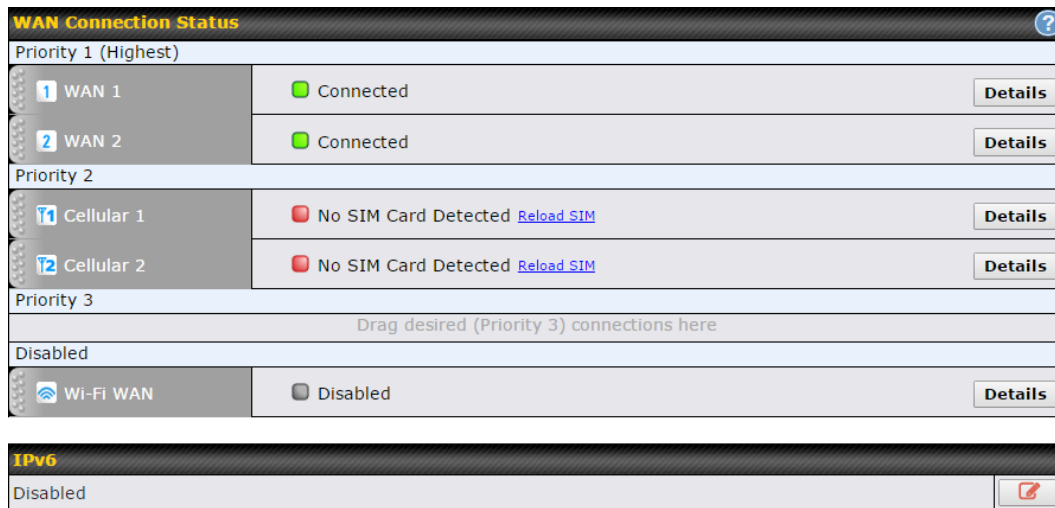 WAN Connection Status
?
Priority 1 (Highest)
1 WAN 1 Connected Details
2 WAN 2 Connected Details
Priority 2
1 Cellular 1 No SIM Card Detected Reload SIM Details
2 Cellular 2 No SIM Card Detected Reload SIM Details
Priority 3
Drag desired (Priority 3) connections here
Disabled
Wi-Fi WAN Disabled Details
IPv6
Disabled